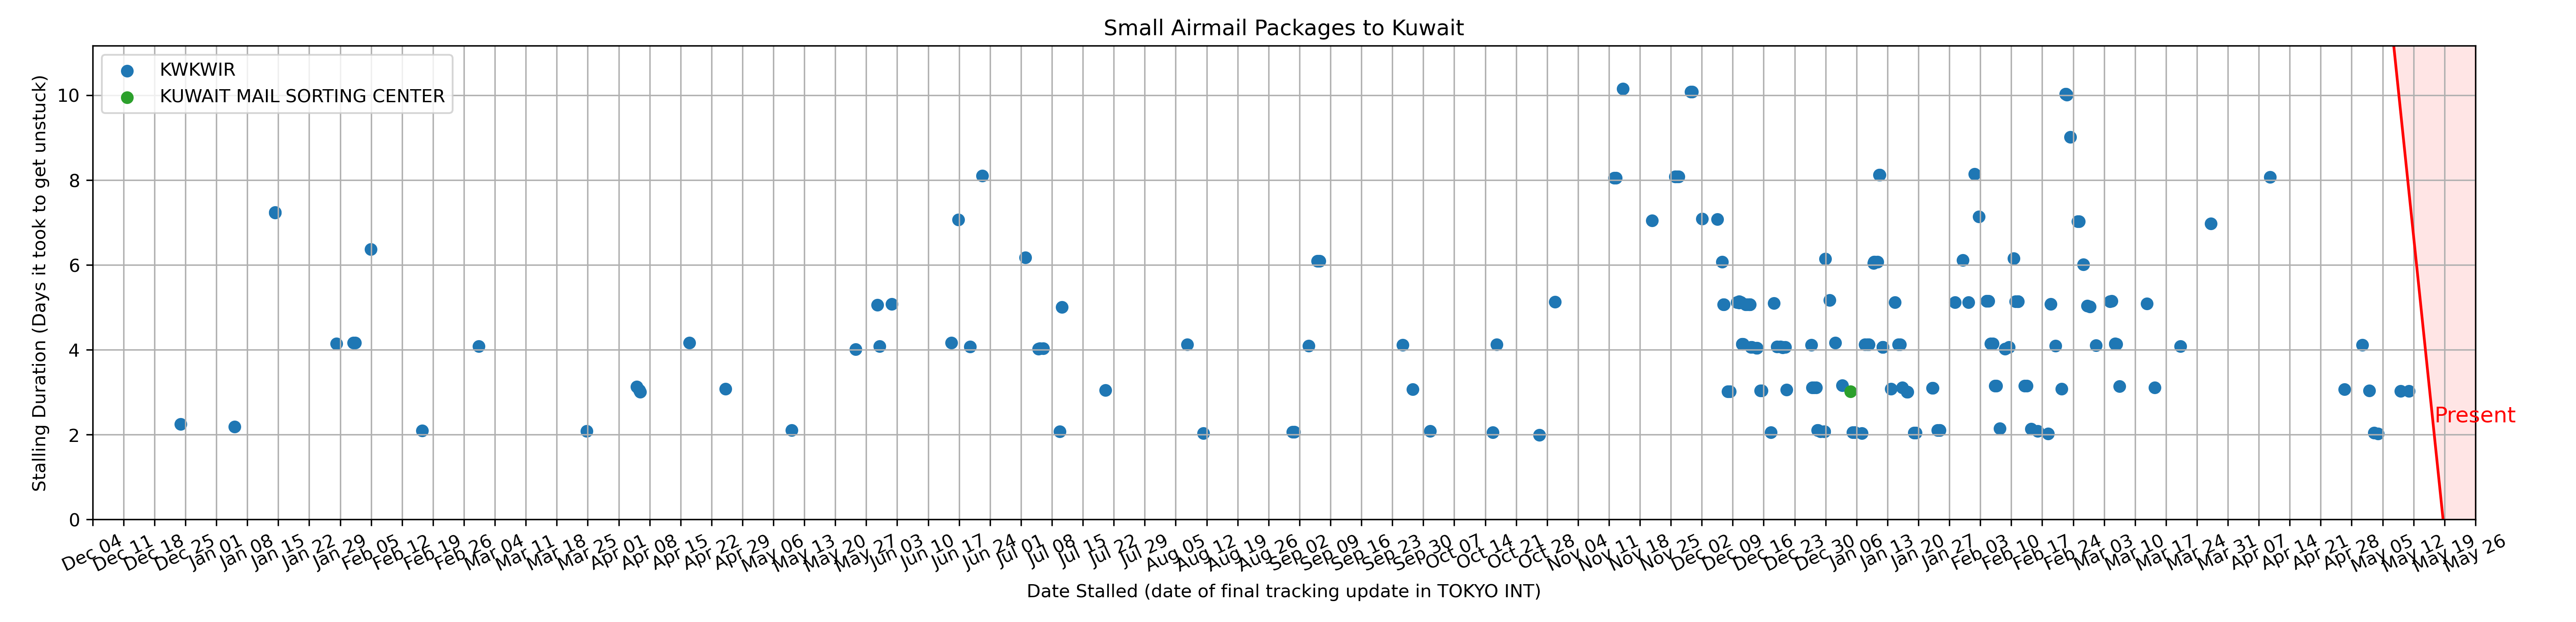 Small Airmail Packages to Kuwait
KWKWIR
KUWAIT MAIL SORTING CENTER
Stalling Duration (Days it took to get unstuck)
10
8
6
4
2
0
Present
Dec 04 Dec 11 Dec 18 Dec 25 Jan 01 Jan 08 Jan 15 Jan 22 Jan 29 Feb 05 Feb 12 Feb 19 Feb 26 Mar 04 Mar 11 Mar 18 Mar 25 Apr 01 Apr 08 Apr 15 Apr 22 Apr 29 May 06 May 13 May 20 May 27 Jun 03 Jun 10 Jun 17 Jun 24 Jul 01 Jul 08 Jul 15 Jul 22 Jul 29 Aug 05 Aug 12 Aug 19 Aug 26 Sep 02 Sep 09 Sep 16 Sep 23 Sep 30 Oct 07 Oct 14 Oct 21 Oct 28 Nov 04 Nov 11 Nov 18 Nov 25 Dec 02 Dec 09 Dec 16 Dec 23 Dec 30 Jan 06 Jan 13 Jan 20 Jan 27 Feb 03 Feb 10 Feb 17 Feb 24 Mar 03 Mar 10 Mar 17 Mar 24 Mar 31 Apr 07 Apr 14 Apr 21 Apr 28 May 05 May 12 May 19 May 26
Date Stalled (date of final tracking update in TOKYO INT)